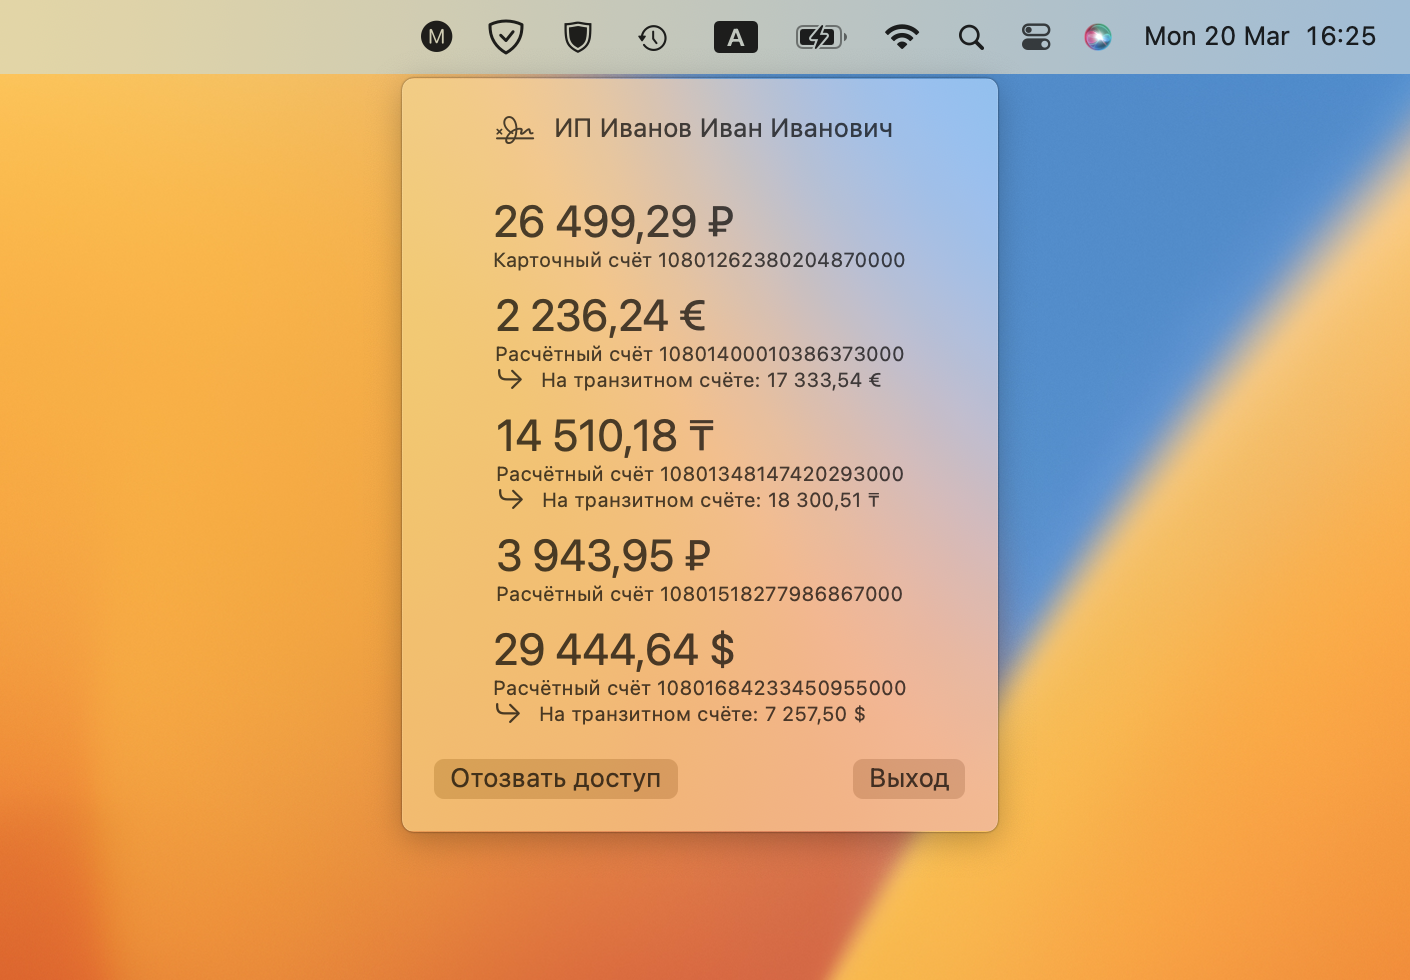 M A Mon 20 Mar 16:25
ИП Иванов Иван Иванович
26 499,29 ₽
Карточный счёт 10801262380204870000
2 236,24 €
Расчётный счёт 10801400010386373000
На транзитном счёте: 17 333,54 €
14 510,18 ₸
Расчётный счёт 10801348147420293000
На транзитном счёте: 18 300,51 ₸
3 943,95 ₽
Расчётный счёт 10801518277986867000
29 444,64 $
Расчётный счёт 10801684233450955000
На транзитном счёте: 7 257,50 $
Отозвать доступ Выход